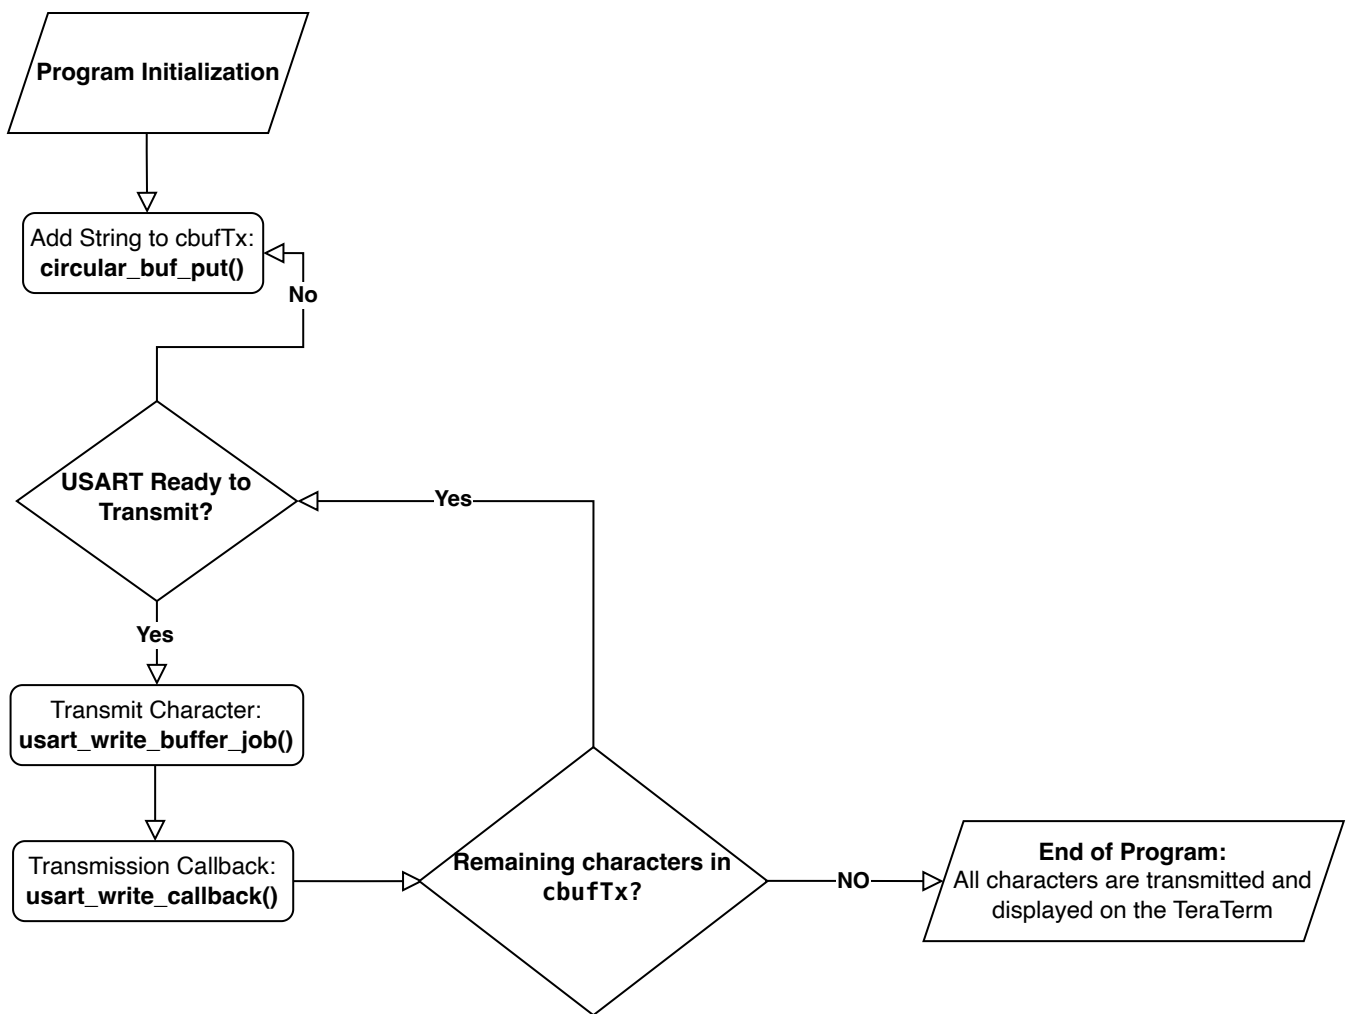 Program Initialization
Add String to cbufTx:
circular_buf_put()
No
USART Ready to
Transmit?
Yes
Yes
Transmit Character:
usart_write_buffer_job()
Transmission Callback:
usart_write_callback()
Remaining characters in
cbufTx?
NO
End of Program:
All characters are transmitted and
displayed on the TeraTerm